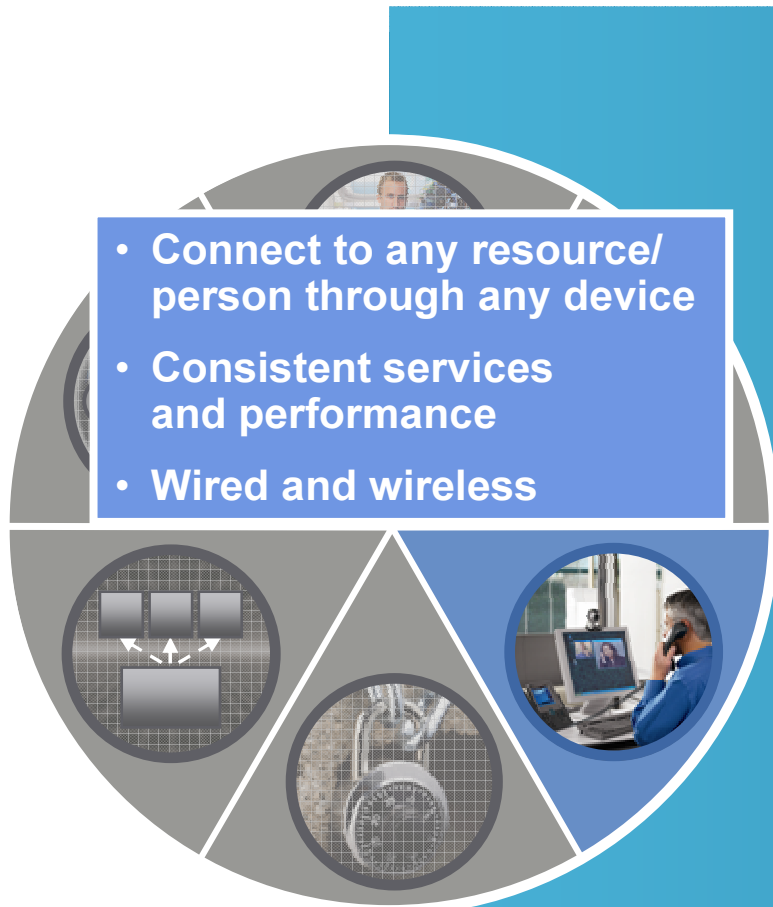 • Connect to any resource/
person through any device
• Consistent services
and performance
• Wired and wireless